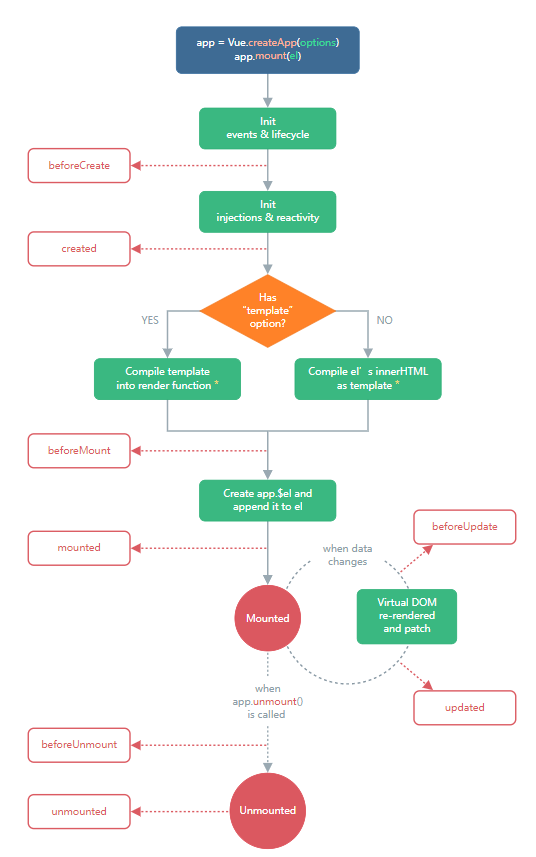 app = Vue.createApp(options)
app.mount(el)
Init
events & lifecycle
beforeCreate
Init
injections & reactivity
created
Has
“template”
option?
YES
NO
Compile template
into render function *
Compile el’s innerHTML
as template *
beforeMount
Create app.$el and
append it to el
mounted
beforeUpdate
when data
changes
Mounted
Virtual DOM
re-rendered
and patch
updated
when
app.unmount()
is called
beforeUnmount
unmounted
Unmounted